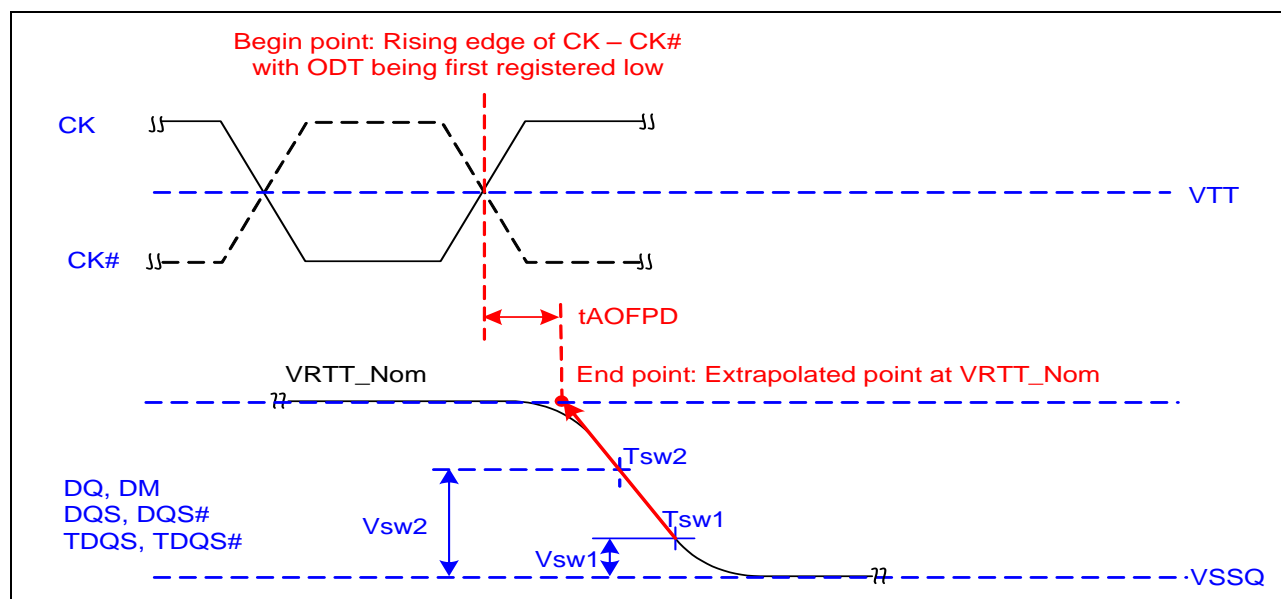 Begin point: Rising edge of CK – CK#
with ODT being first registered low
CK
VTT
CK#
tAOFPD
VRTT_Nom
End point: Extrapolated point at VRTT_Nom
Tsw2
DQ, DM
DQS, DQS#
TDQS, TDQS#
Vsw2
Tsw1
Vsw1
VSSQ